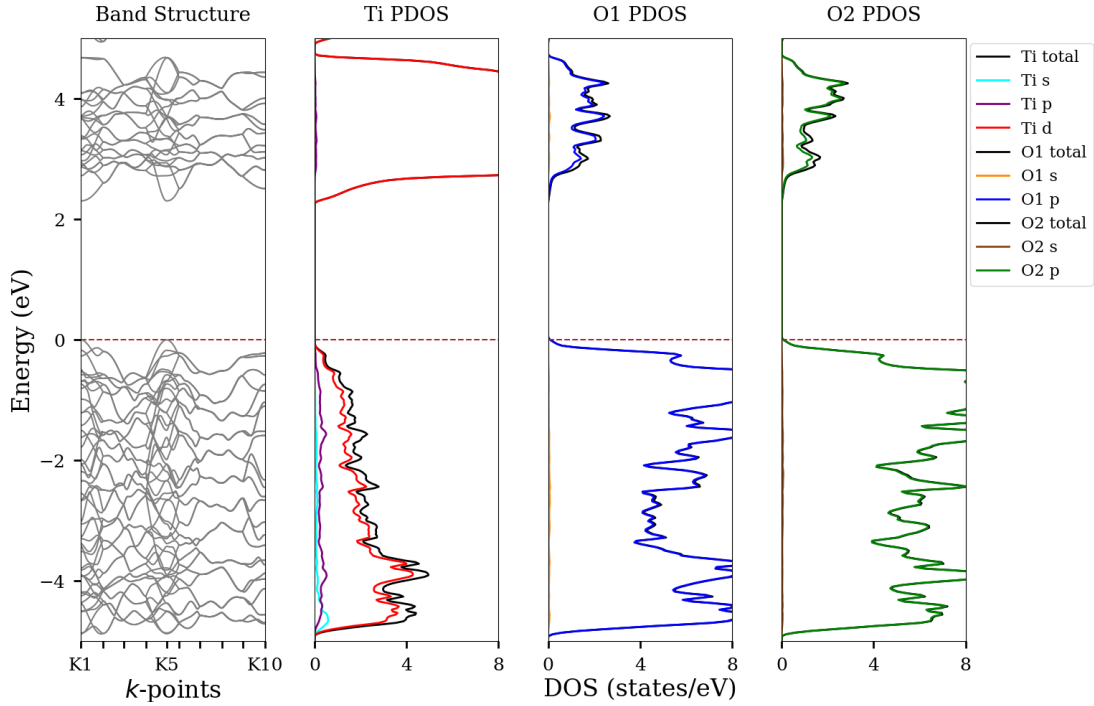 Band Structure
Ti PDOS
O1 PDOS
O2 PDOS
Energy (eV)
4
2
0
−2
−4
K1
K5
K10
k-points
0
4
8
0
4
8
DOS (states/eV)
0
4
8
Ti total
Ti s
Ti p
Ti d
O1 total
O1 s
O1 p
O2 total
O2 s
O2 p